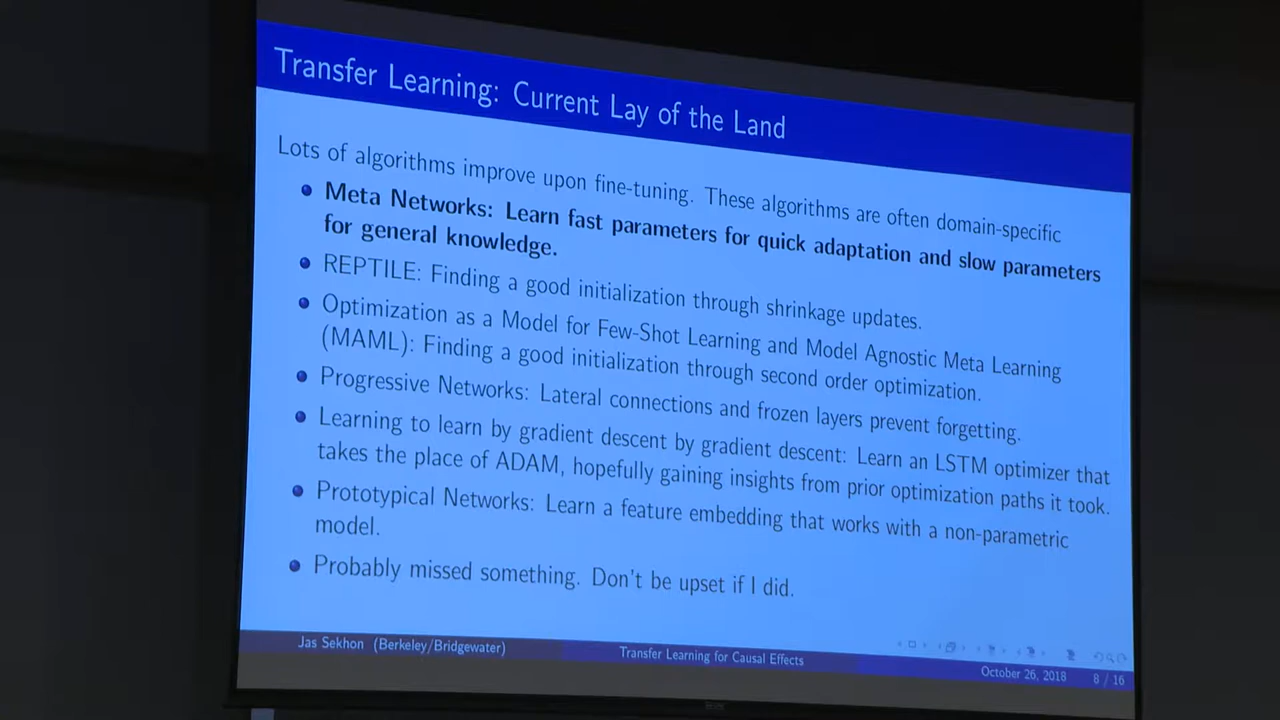 Transfer Learning: Current Lay of the Land
Lots of algorithms improve upon fine-tuning. These algorithms are often domain-specific
Meta Networks: Learn fast parameters for quick adaptation and slow parameters
for general knowledge.
REPTILE: Finding a good initialization through shrinkage updates.
Optimization as a Model for Few-Shot Learning and Model Agnostic Meta Learning
(MAML): Finding a good initialization through second order optimization.
Progressive Networks: Lateral connections and frozen layers prevent forgetting.
Learning to learn by gradient descent by gradient descent: Learn an LSTM optimizer that
takes the place of ADAM, hopefully gaining insights from prior optimization paths it took.
Prototypical Networks: Learn a feature embedding that works with a non-parametric
model.
Probably missed something. Don't be upset if I did.
Jas Sekhon (Berkeley/Bridgewater)
Transfer Learning for Causal Effects
October 26, 2018
8 / 16